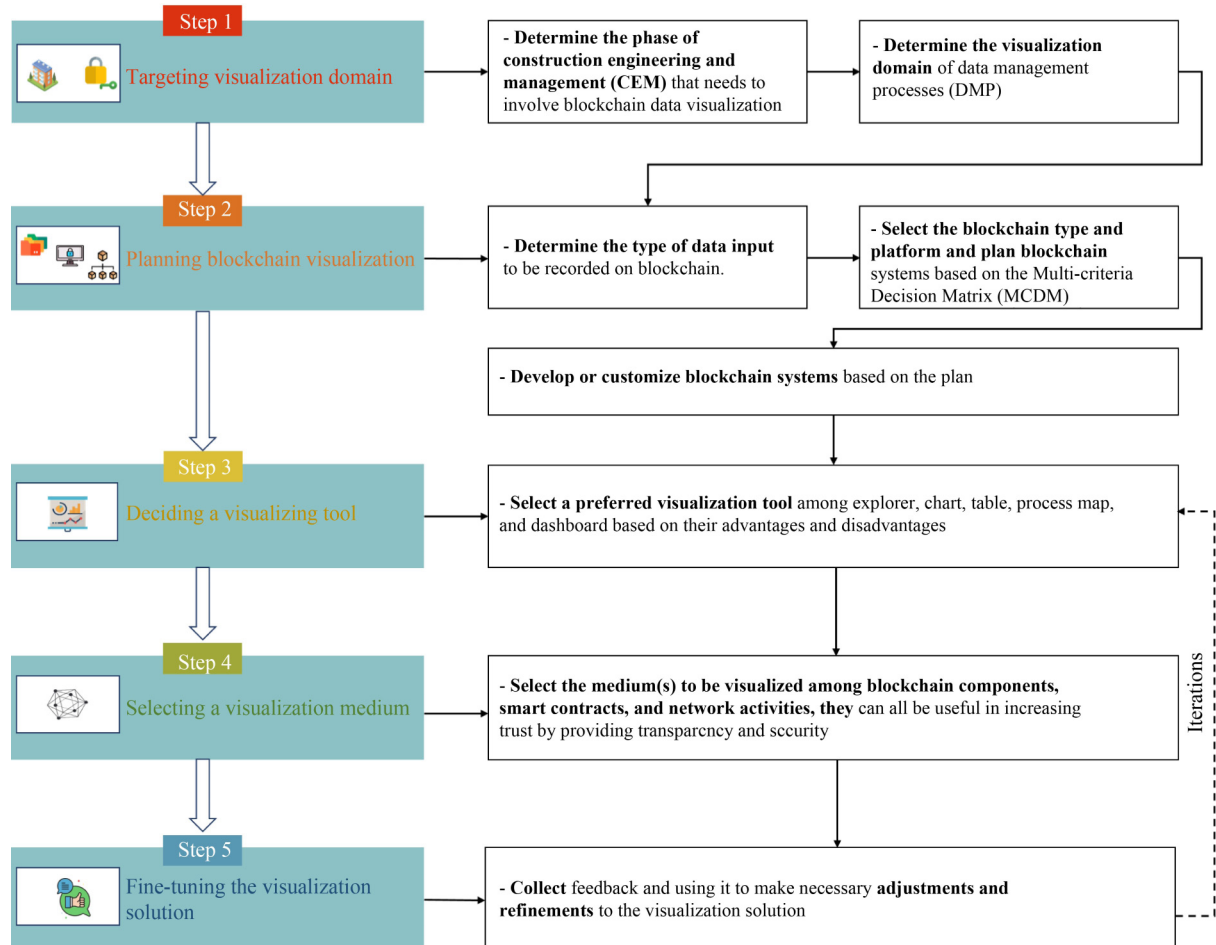 Step 1
Targeting visualization domain
- Determine the phase of
construction engineering and
management (CEM) that needs to
involve blockchain data visualization
- Determine the visualization
domain of data management
processes (DMP)
Step 2
Planning blockchain visualization
- Determine the type of data input
to be recorded on blockchain.
- Select the blockchain type and
platform and plan blockchain
systems based on the Multi-criteria
Decision Matrix (MCDM)
- Develop or customize blockchain systems based on the plan
Step 3
Deciding a visualizing tool
- Select a preferred visualization tool among explorer, chart, table, process map,
and dashboard based on their advantages and disadvantages
Step 4
Selecting a visualization medium
- Select the medium(s) to be visualized among blockchain components,
smart contracts, and network activities, they can all be useful in increasing
trust by providing transparency and security
Iterations
Step 5
Fine-tuning the visualization
solution
- Collect feedback and using it to make necessary adjustments and
refinements to the visualization solution